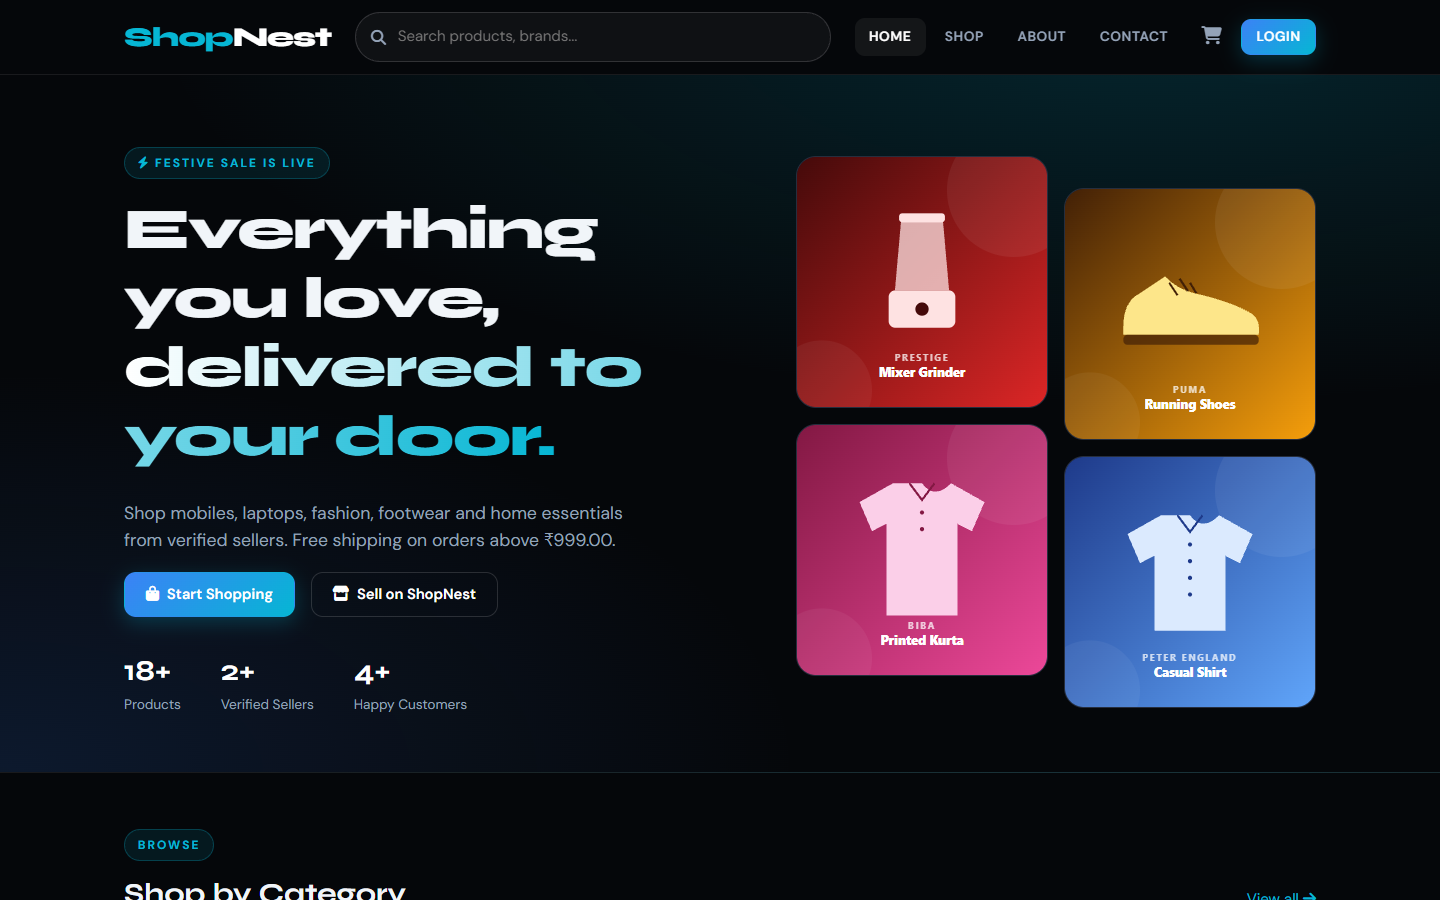 ShopNest
Search products, brands...
HOME
SHOP
ABOUT
CONTACT
LOGIN
FESTIVE SALE IS LIVE
Everything
you love,
delivered to
your door.
Shop mobiles, laptops, fashion, footwear and home essentials
from verified sellers. Free shipping on orders above ₹999.00.
Start Shopping
Sell on ShopNest
18+
Products
2+
Verified Sellers
4+
Happy Customers
PRESTIGE
Mixer Grinder
PUMA
Running Shoes
BIBA
Printed Kurta
PETER ENGLAND
Casual Shirt
BROWSE
Shop by Category
View all